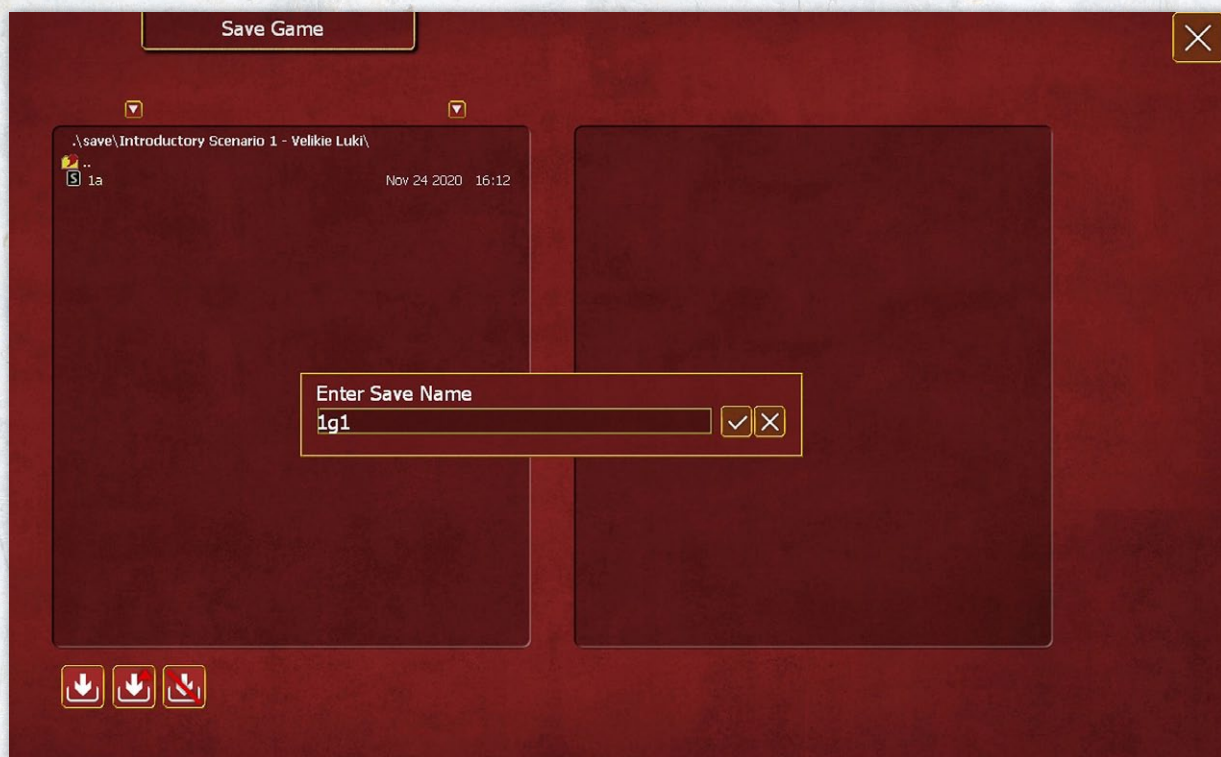 Save Game
.\save\Introductory Scenario 1 - Velikie Luki\
..
S 1a Nov 24 2020 16:12
Enter Save Name
1g1